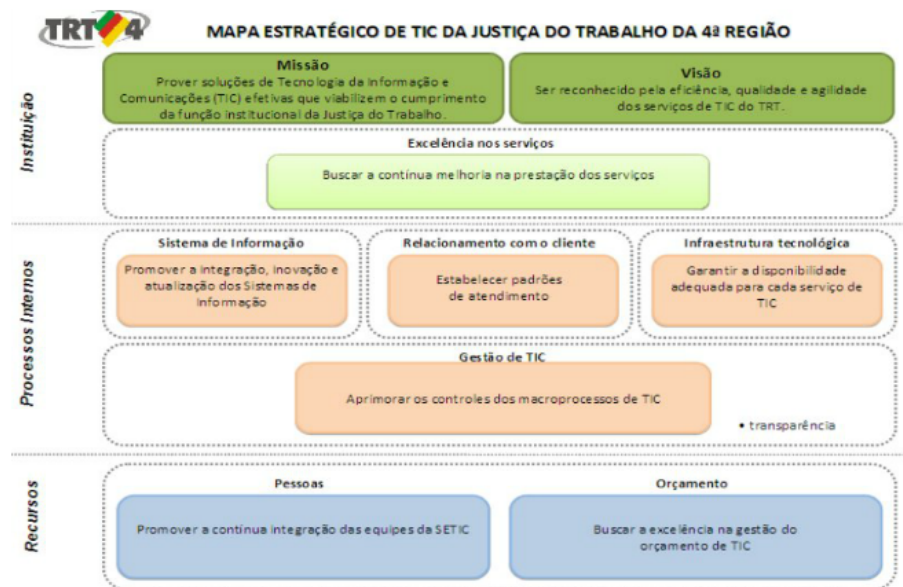 TRT 4
MAPA ESTRATÉGICO DE TIC DA JUSTIÇA DO TRABALHO DA 4ª REGIÃO
Instituição
Missão
Prover soluções de Tecnologia da Informação e
Comunicações (TIC) efetivas que viabilizem o cumprimento
da função institucional da Justiça do Trabalho.
Visão
Ser reconhecido pela eficiência, qualidade e agilidade
dos serviços de TIC do TRT.
Excelência nos serviços
Buscar a contínua melhoria na prestação dos serviços
Processos Internos
Sistema de Informação
Promover a integração, inovação e
atualização dos Sistemas de
Informação
Relacionamento com o cliente
Estabelecer padrões
de atendimento
Infraestrutura tecnológica
Garantir a disponibilidade
adequada para cada serviço de
TIC
Gestão de TIC
Aprimorar os controles dos macroprocessos de TIC
• transparência
Recursos
Pessoas
Promover a contínua integração das equipes da SETIC
Orçamento
Buscar a excelência na gestão do
orçamento de TIC